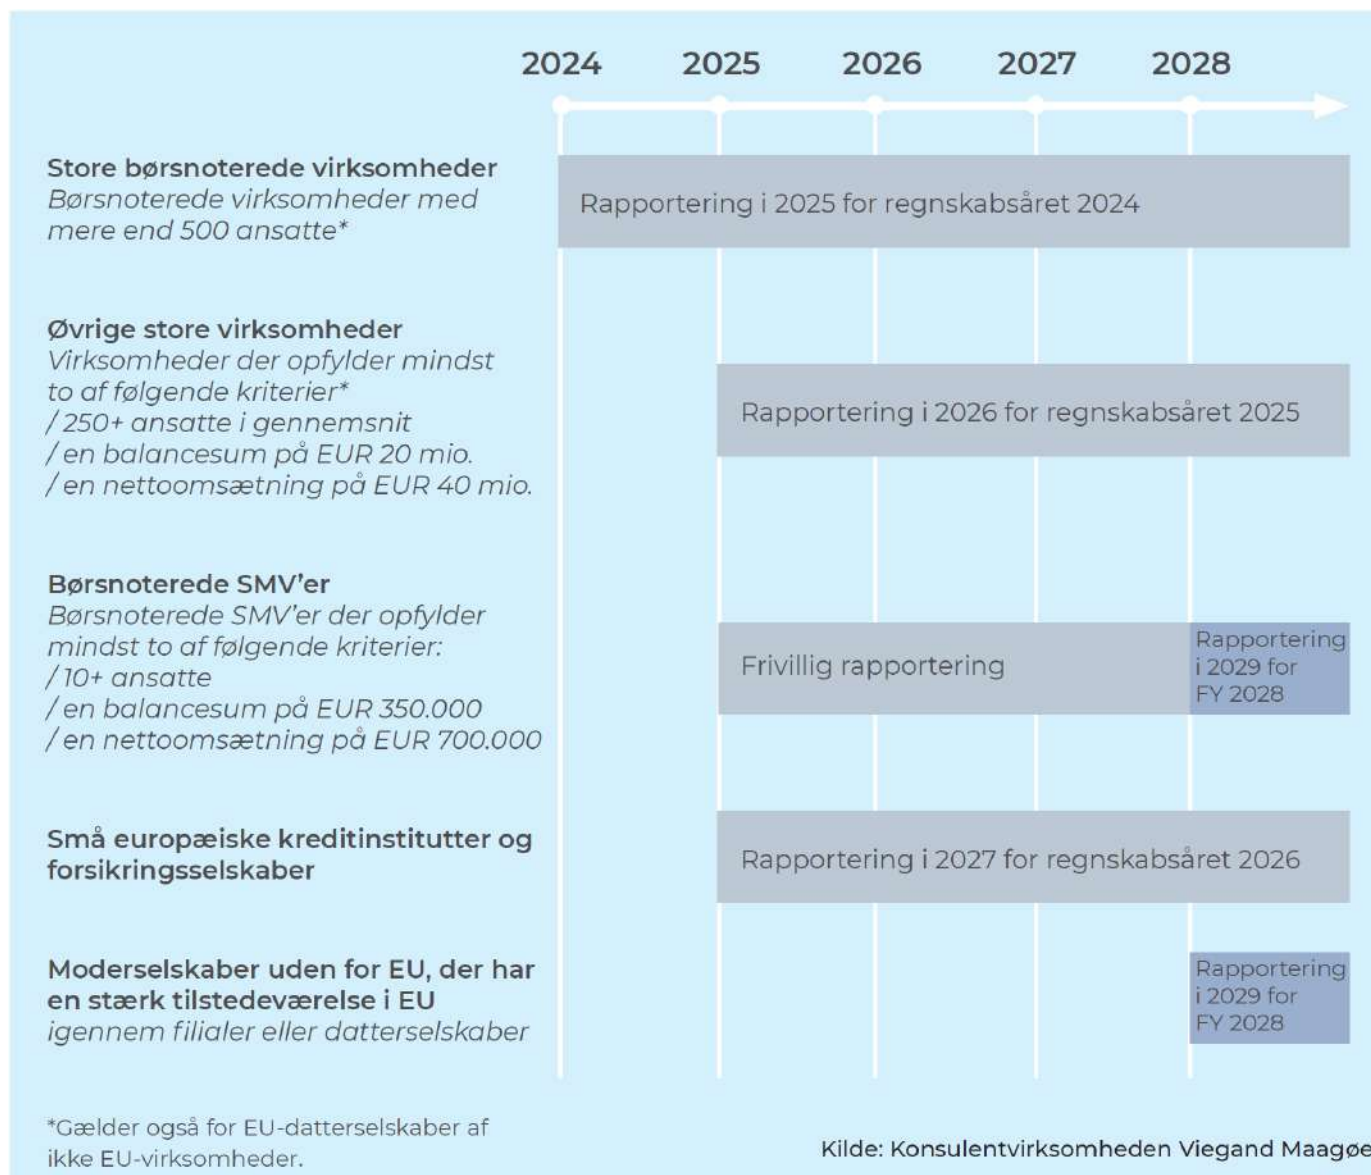 2024 2025 2026 2027 2028
Store børsnoterede virksomheder
Børsnoterede virksomheder med
mere end 500 ansatte*
Rapportering i 2025 for regnskabsåret 2024
Øvrige store virksomheder
Virksomheder der opfylder mindst
to af følgende kriterier*
/ 250+ ansatte i gennemsnit
/ en balancesum på EUR 20 mio.
/ en nettoomsætning på EUR 40 mio.
Rapportering i 2026 for regnskabsåret 2025
Børsnoterede SMV'er
Børsnoterede SMV'er der opfylder
mindst to af følgende kriterier:
/ 10+ ansatte
/ en balancesum på EUR 350.000
/ en nettoomsætning på EUR 700.000
Frivillig rapportering
Rapportering
i 2029 for
FY 2028
Små europæiske kreditinstitutter og
forsikringsselskaber
Rapportering i 2027 for regnskabsåret 2026
Moderselskaber uden for EU, der har
en stærk tilstedeværelse i EU
igennem filialer eller datterselskaber
Rapportering
i 2029 for
FY 2028
*Gælder også for EU-datterselskaber af
ikke EU-virksomheder.
Kilde: Konsulentvirksomheden Viegand Maagøe